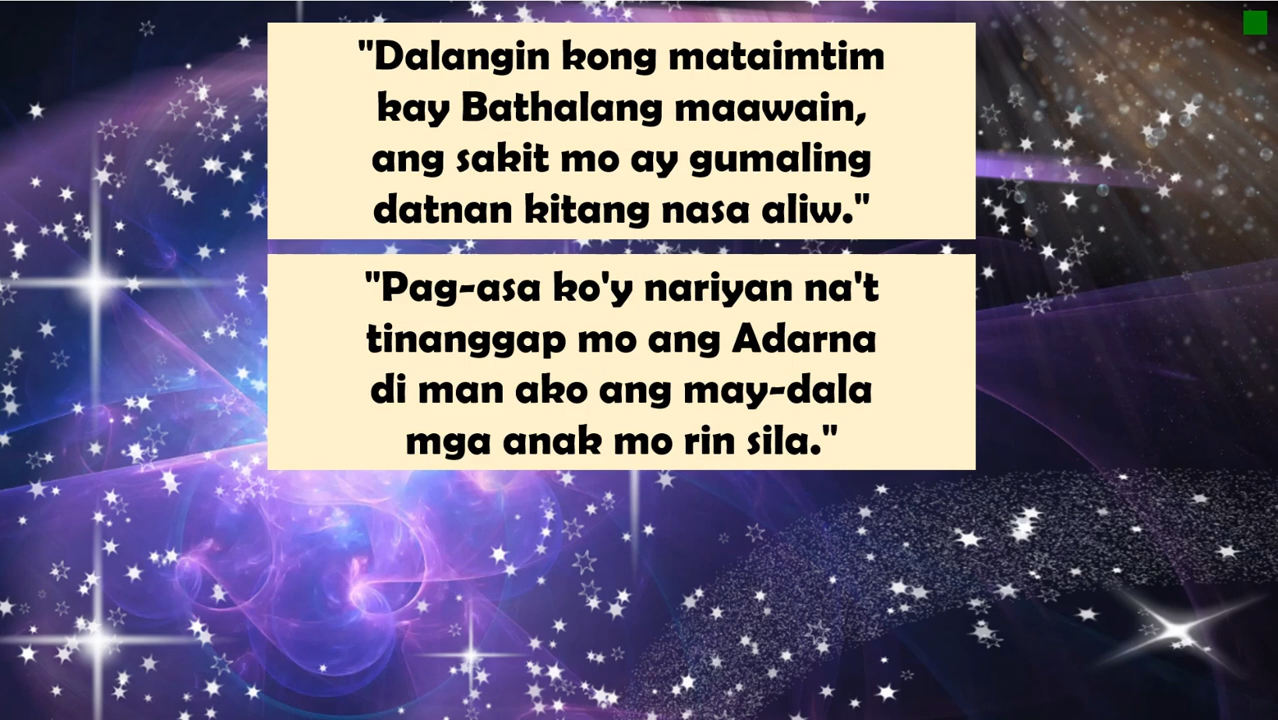 "Dalangin kong mataimtim
kay Bathalang maawain,
ang sakit mo ay gumaling
datnan kitang nasa aliw."
"Pag-asa ko'y nariyan na't
tinanggap mo ang Adarna
di man ako ang may-dala
mga anak mo rin sila."